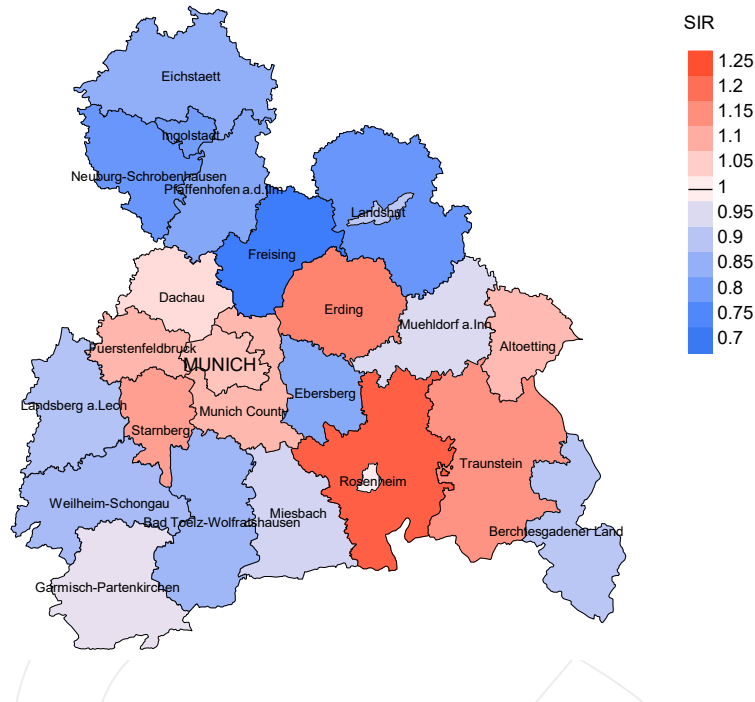 SIR
1.25
1.2
1.15
1.1
1.05
1
0.95
0.9
0.85
0.8
0.75
0.7
Eichstaett
Ingolstadt
Neuburg-Schrobenhausen
Pfaffenhofen a.d.Ilm
Landshut
Freising
Dachau
Erding
Muehldorf a.Inn
Altoetting
Fuerstenfeldbruck
MUNICH
Ebersberg
Landsberg a.Lech
Munich County
Starnberg
Traunstein
Rosenheim
Weilheim-Schongau
Miesbach
Bad Toelz-Wolfratshausen
Berchtesgadener Land
Garmisch-Partenkirchen